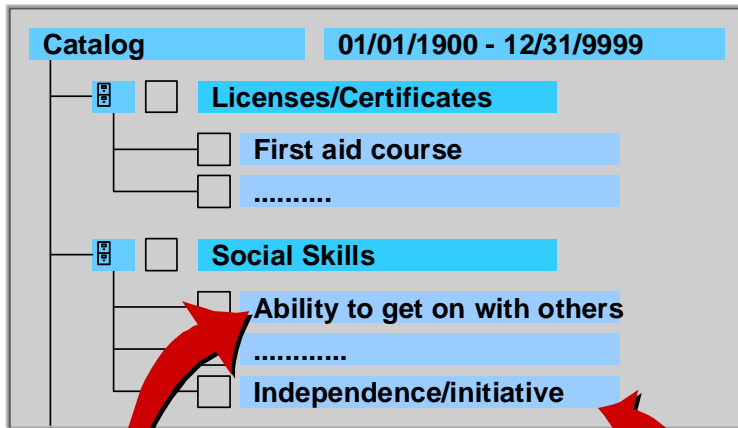 Catalog 01/01/1900 - 12/31/9999
Licenses/Certificates
First aid course
..........
Social Skills
Ability to get on with others
............
Independence/initiative